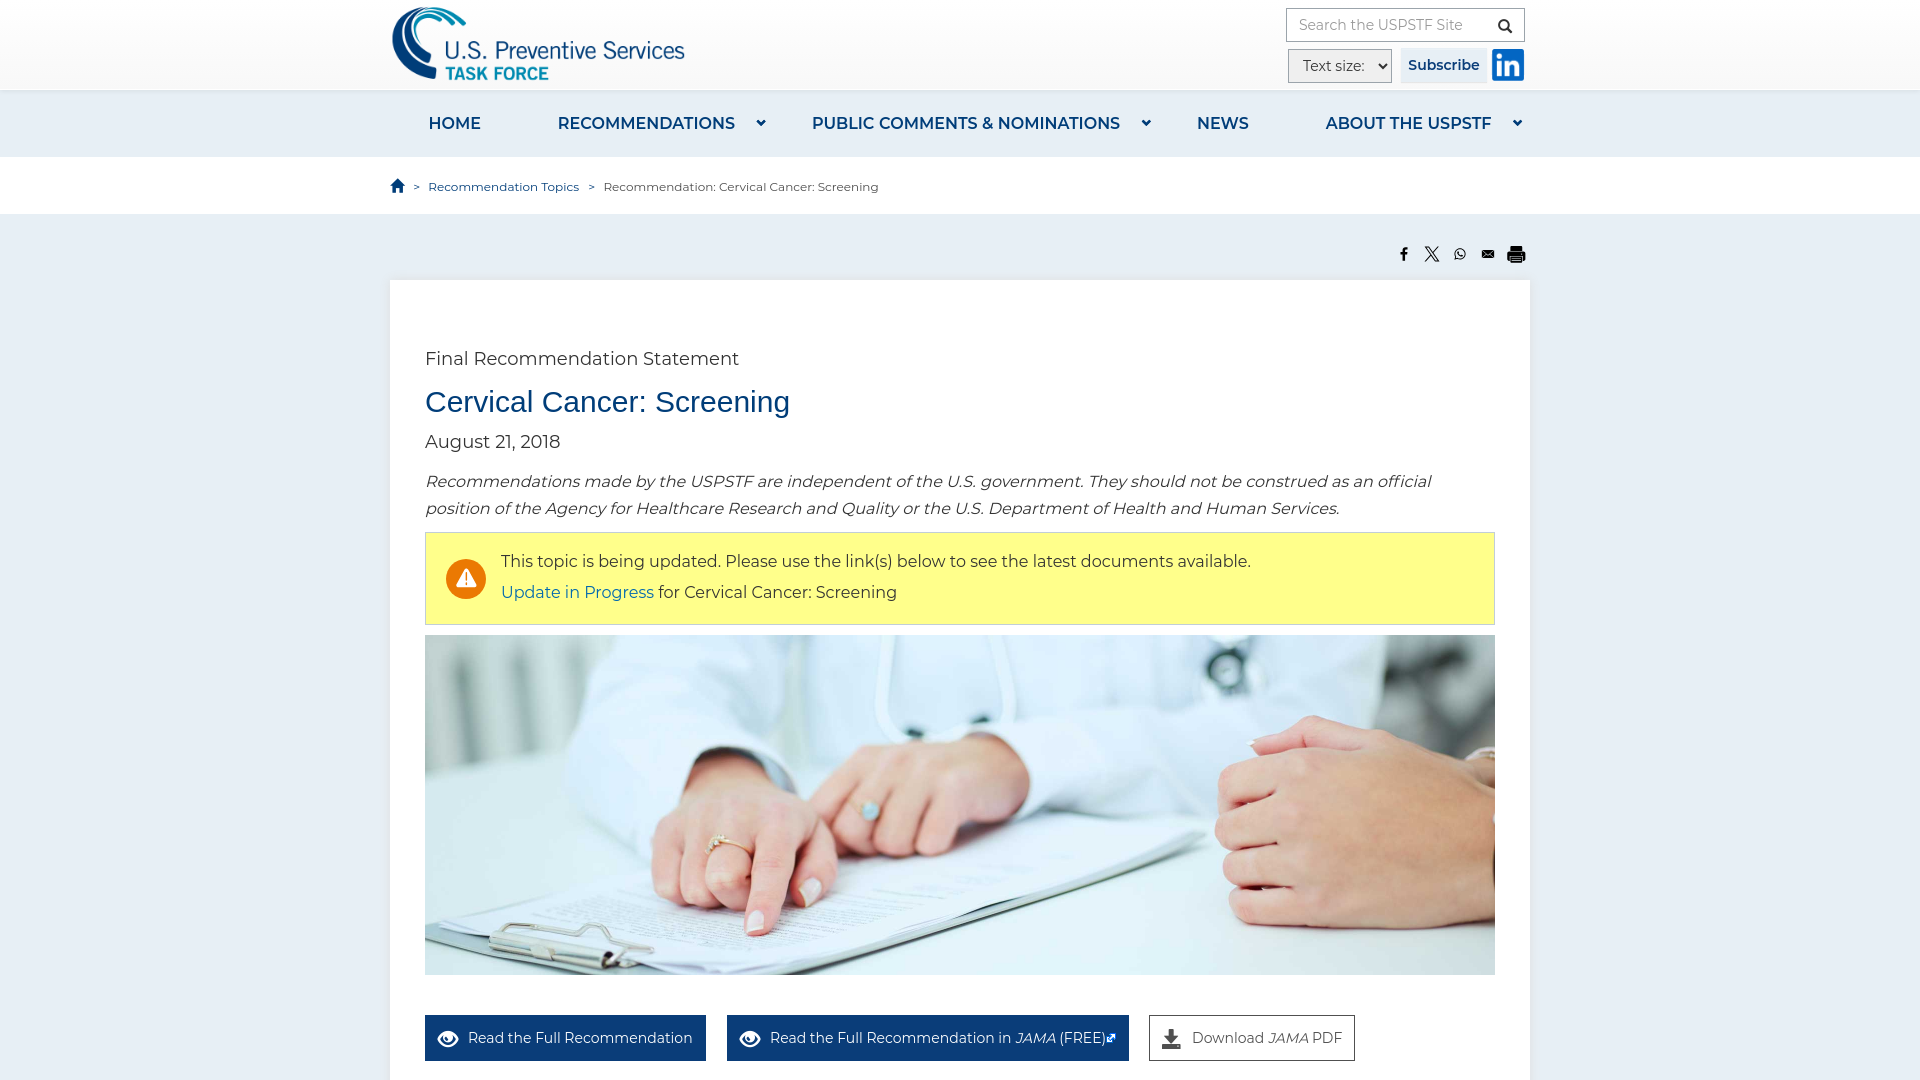 U.S. Preventive Services
TASK FORCE
Search the USPSTF Site
Text size:
Subscribe
in
HOME
RECOMMENDATIONS
PUBLIC COMMENTS & NOMINATIONS
NEWS
ABOUT THE USPSTF
> Recommendation Topics > Recommendation: Cervical Cancer: Screening
Final Recommendation Statement
Cervical Cancer: Screening
August 21, 2018
Recommendations made by the USPSTF are independent of the U.S. government. They should not be construed as an official
position of the Agency for Healthcare Research and Quality or the U.S. Department of Health and Human Services.
This topic is being updated. Please use the link(s) below to see the latest documents available.
Update in Progress for Cervical Cancer: Screening
Read the Full Recommendation
Read the Full Recommendation in JAMA (FREE)
Download JAMA PDF